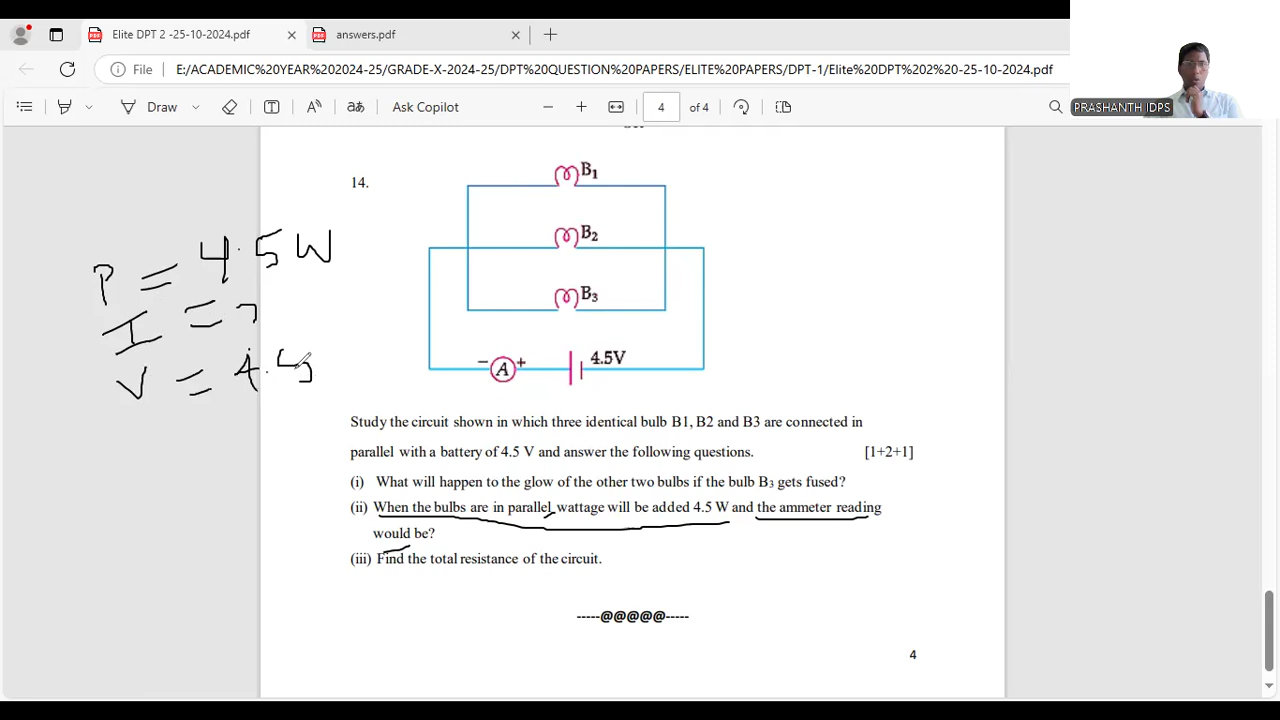 Elite DPT 2 -25-10-2024.pdf
answers.pdf
File
E:/ACADEMIC%20YEAR%202024-25/GRADE-X-2024-25/DPT%20QUESTION%20PAPERS/ELITE%20PAPERS/DPT-1/Elite%20DPT%202%20-25-10-2024.pdf
Draw
aあ
Ask Copilot
4 of 4
PRASHANTH IDPS
14.
B1
B2
B3
4.5V
− A +
P = 4.5 W
I = ?
V = 4.5
Study the circuit shown in which three identical bulb B1, B2 and B3 are connected in
parallel with a battery of 4.5 V and answer the following questions. [1+2+1]
(i) What will happen to the glow of the other two bulbs if the bulb B3 gets fused?
(ii) When the bulbs are in parallel wattage will be added 4.5 W and the ammeter reading
would be?
(iii) Find the total resistance of the circuit.
-----@@@@@-----
4